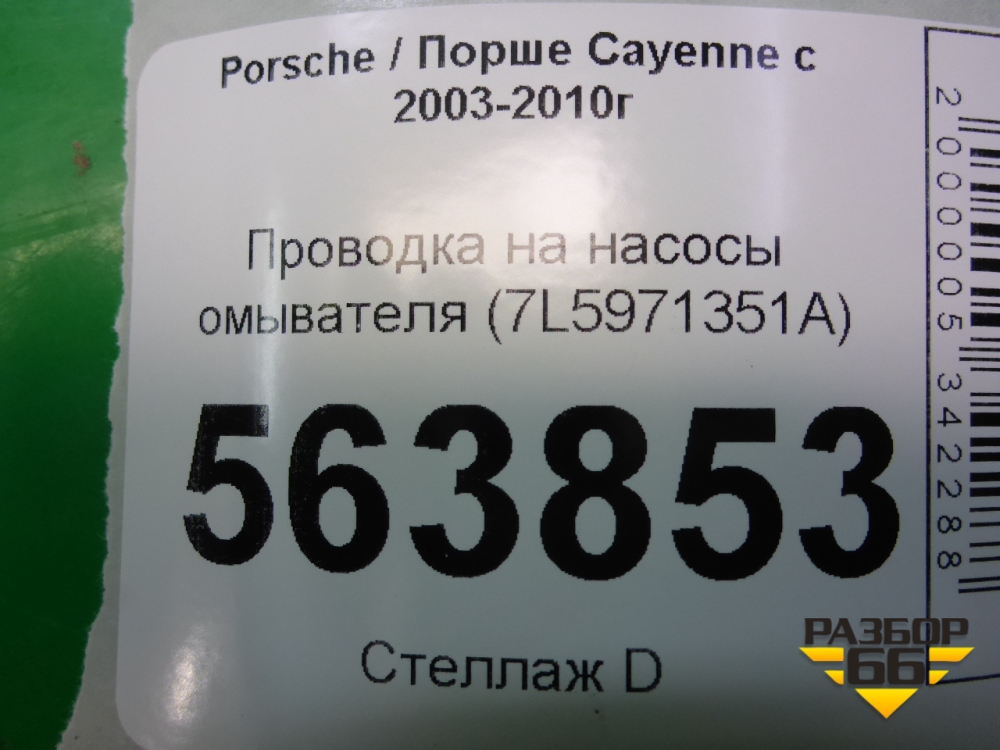 Porsche / Порше Cayenne с
2003-2010г
Проводка на насосы
омывателя (7L5971351A)
563853
Стеллаж D
2000005342288
РАЗБОР
66